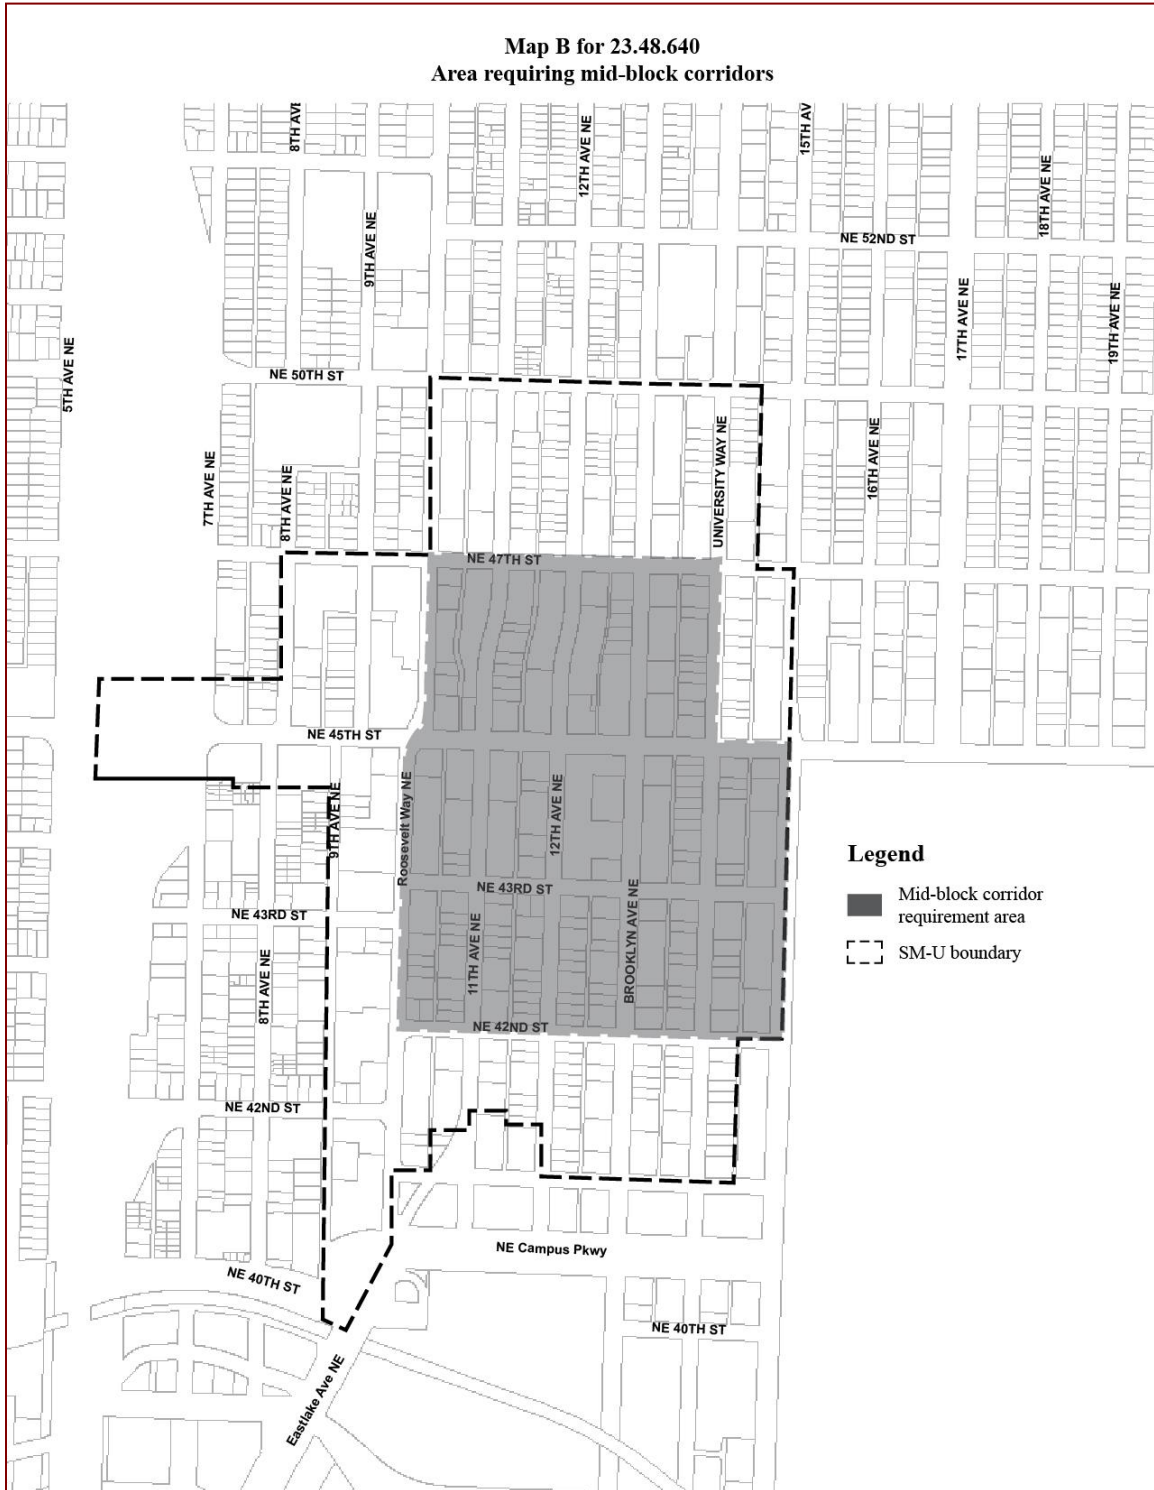 Map B for 23.48.640
Area requiring mid-block corridors
8TH AVE
12TH AVE NE
15TH AV
18TH AVE NE
9TH AVE NE
NE 52ND ST
17TH AVE NE
19TH AVE NE
5TH AVE NE
NE 50TH ST
UNIVERSITY WAY NE
16TH AVE NE
7TH AVE NE
8TH AVE NE
NE 47TH ST
NE 45TH ST
9TH AVE NE
Roosevelt Way NE
12TH AVE NE
NE 43RD ST
NE 43RD ST
11TH AVE NE
BROOKLYN AVE NE
8TH AVE NE
NE 42ND ST
NE 42ND ST
Legend
Mid-block corridor
requirement area
SM-U boundary
NE Campus Pkwy
NE 40TH ST
NE 40TH ST
Eastlake Ave NE